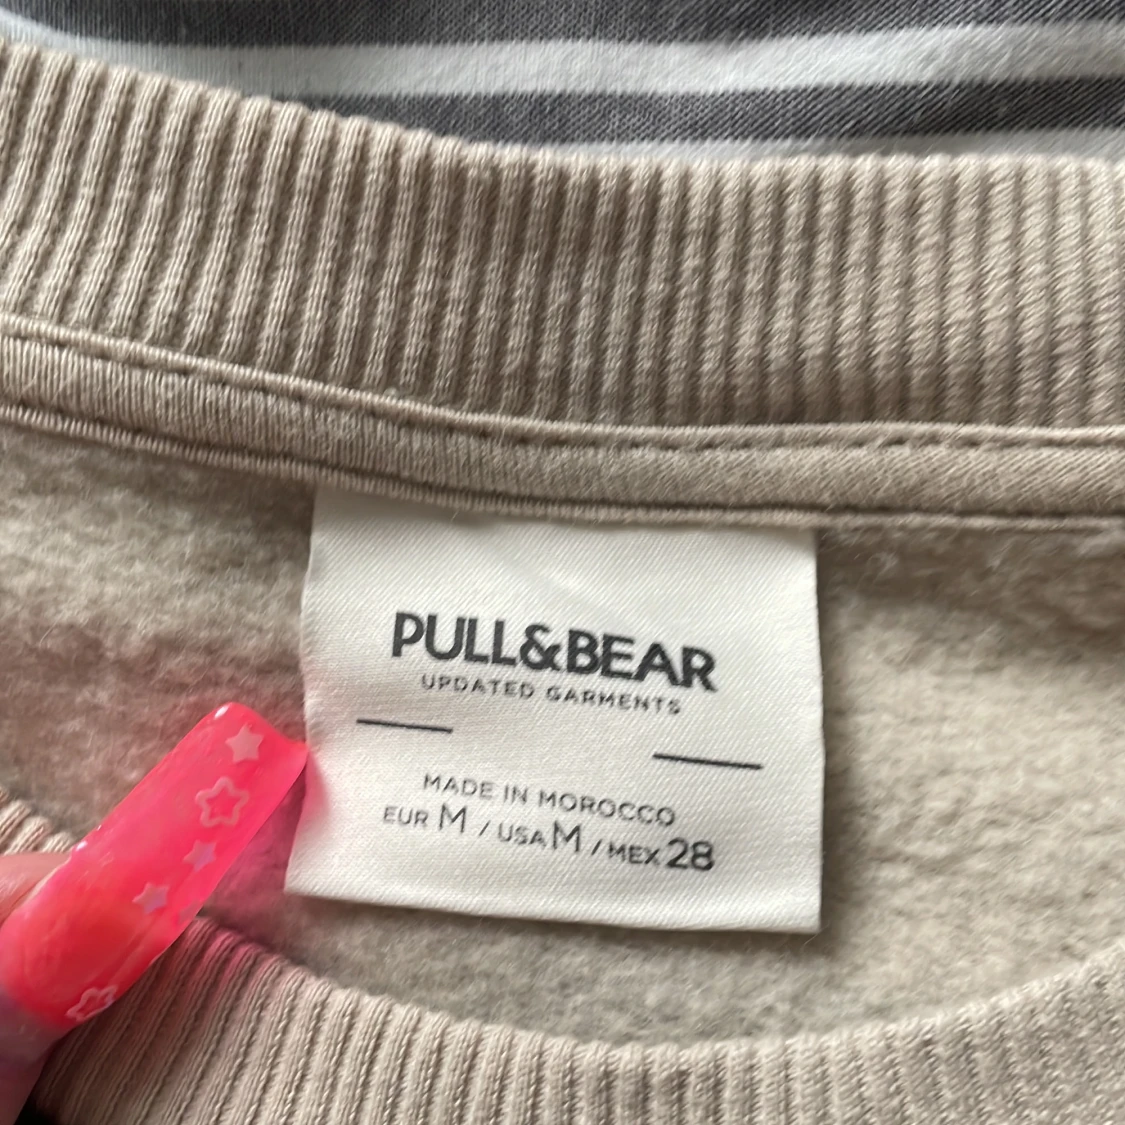 PULL&BEAR
UPDATED GARMENTS
MADE IN MOROCCO
EUR M / USA M / MEX 28